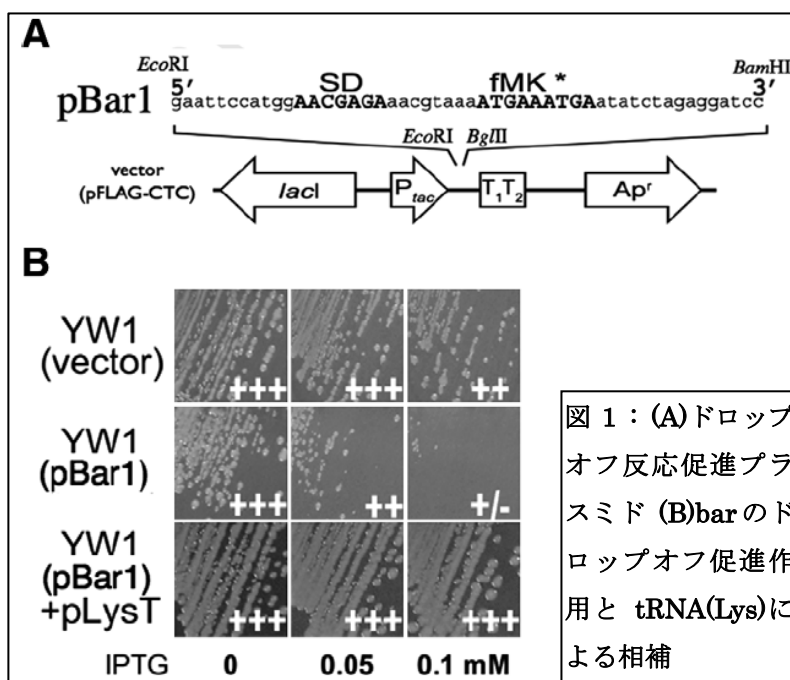 A
EcoRI
BamHI
5′ SD fMK * 3′
pBar1 gaattccatggAACGAGAaacgtaaaATGAAATGAatatctagaggatcc
EcoRI BglII
vector
(pFLAG-CTC) lacI Ptac T1T2 Apr
B
YW1
(vector)
+++ +++ ++
YW1
(pBar1)
+++ ++ +/-
YW1
(pBar1)
+pLysT
+++ +++ +++
IPTG 0 0.05 0.1 mM
図 1：(A)ドロップ
オフ反応促進プラ
スミド (B)barのド
ロップオフ促進作
用と tRNA(Lys)に
よる相補